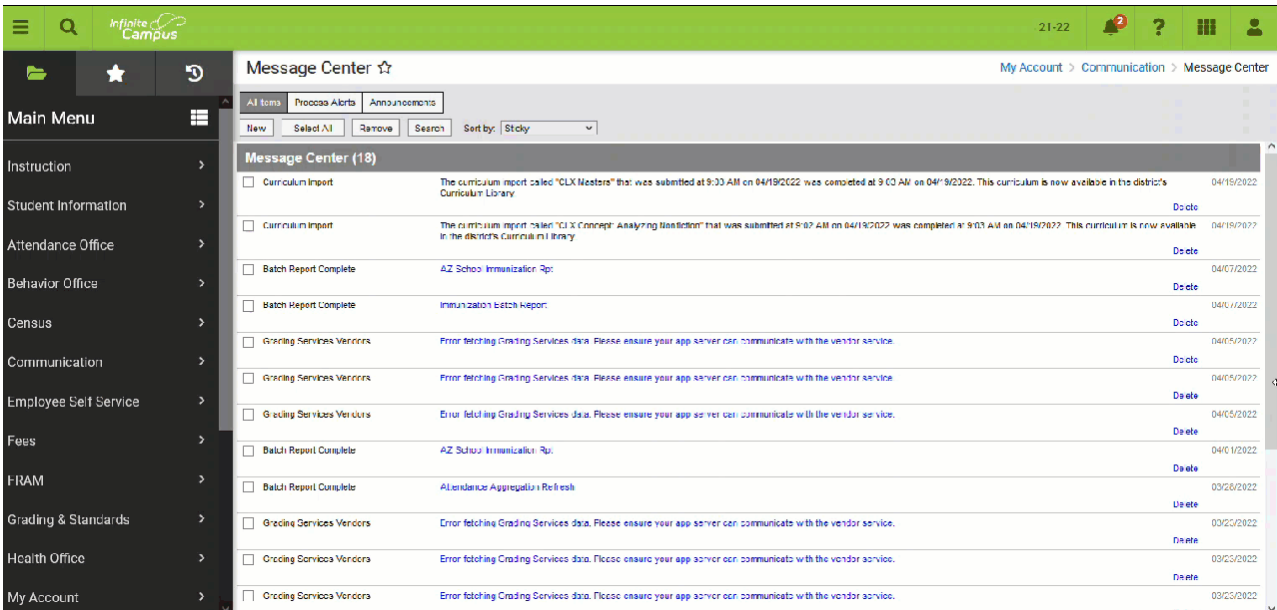 Infinite Campus
21-22
2
?
Message Center
My Account > Communication > Message Center
All Items Process Alerts Announcements
Main Menu
New Select All Remove Search Sort by: Sticky
Message Center (18)
Instruction
Student Information
Attendance Office
Behavior Office
Census
Communication
Employee Self Service
Fees
FRAM
Grading & Standards
Health Office
My Account
Curriculum Import The curriculum import called "CLX Masters" that was submitted at 9:03 AM on 04/19/2022 was completed at 9:03 AM on 04/19/2022. This curriculum is now available in the district's 04/19/2022
Curriculum Library
Delete
Curriculum Import The curriculum import called "CLX Concept: Analyzing Nonfiction" that was submitted at 9:02 AM on 04/19/2022 was completed at 9:03 AM on 04/19/2022. This curriculum is now available 04/19/2022
in the district's Curriculum Library
Delete
Batch Report Complete AZ School Immunization Rpt 04/07/2022
Delete
Batch Report Complete Immunization Batch Report 04/07/2022
Delete
Grading Services Vendors Error fetching Grading Services data. Please ensure your app server can communicate with the vendor service. 04/05/2022
Delete
Grading Services Vendors Error fetching Grading Services data. Please ensure your app server can communicate with the vendor service. 04/05/2022
Delete
Grading Services Vendors Error fetching Grading Services data. Please ensure your app server can communicate with the vendor service. 04/05/2022
Delete
Batch Report Complete AZ School Immunization Rpt 04/01/2022
Delete
Batch Report Complete Attendance Aggregation Refresh 03/28/2022
Delete
Grading Services Vendors Error fetching Grading Services data. Please ensure your app server can communicate with the vendor service. 03/23/2022
Delete
Grading Services Vendors Error fetching Grading Services data. Please ensure your app server can communicate with the vendor service. 03/23/2022
Delete
Grading Services Vendors Error fetching Grading Services data. Please ensure your app server can communicate with the vendor service. 03/23/2022